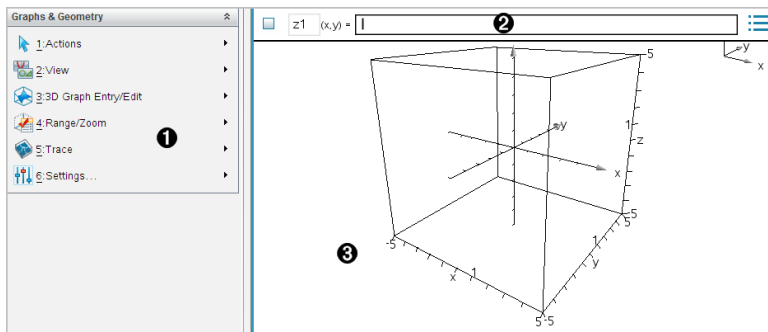 Graphs & Geometry
1:Actions
2:View
3:3D Graph Entry/Edit
4:Range/Zoom
5:Trace
6:Settings...
1
z1 (x,y) =
2
y
x
5
y
1
z
x
-5
5
3
-5
x
1
1
y
5
-5